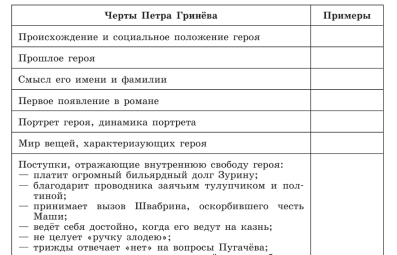 Черты Петра Гринёва Примеры
Происхождение и социальное положение героя
Прошлое героя
Смысл его имени и фамилии
Первое появление в романе
Портрет героя, динамика портрета
Мир вещей, характеризующих героя
Поступки, отражающие внутреннюю свободу героя:
— платит огромный бильярдный долг Зурину;
— благодарит проводника заячьим тулупчиком и пол-
тиной;
— принимает вызов Швабрина, оскорбившего честь
Маши;
— ведёт себя достойно, когда его ведут на казнь;
— не целует «ручку злодею»;
— трижды отвечает «нет» на вопросы Пугачёва;